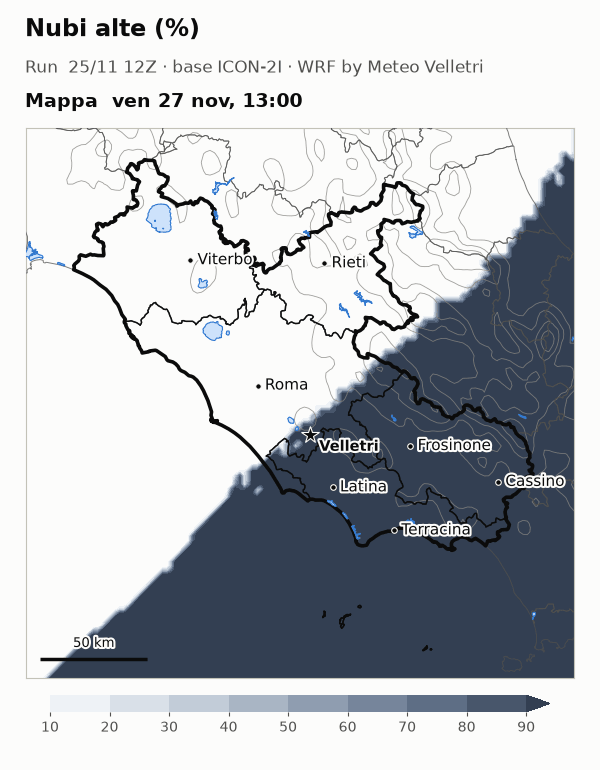 Nubi alte (%)
Run 25/11 12Z · base ICON-2I · WRF by Meteo Velletri
Mappa ven 27 nov, 13:00
Viterbo
Rieti
Roma
Velletri
Frosinone
Latina
Cassino
Terracina
50 km
10 20 30 40 50 60 70 80 90